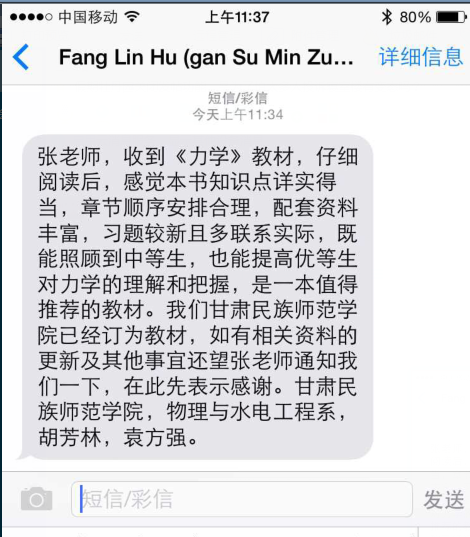 中国移动 上午11:37 80%
Fang Lin Hu (gan Su Min Zu... 详细信息
短信/彩信
今天上午11:34
张老师，收到《力学》教材，仔细
阅读后，感觉本书知识点详实得
当，章节顺序安排合理，配套资料
丰富，习题较新且多联系实际，既
能照顾到中等生，也能提高优等生
对力学的理解和把握，是一本值得
推荐的教材。我们甘肃民族师范学
院已经订为教材，如有相关资料的
更新及其他事宜还望张老师通知我
们一下，在此先表示感谢。甘肃民
族师范学院，物理与水电工程系，
胡芳林，袁方强。
短信/彩信 发送